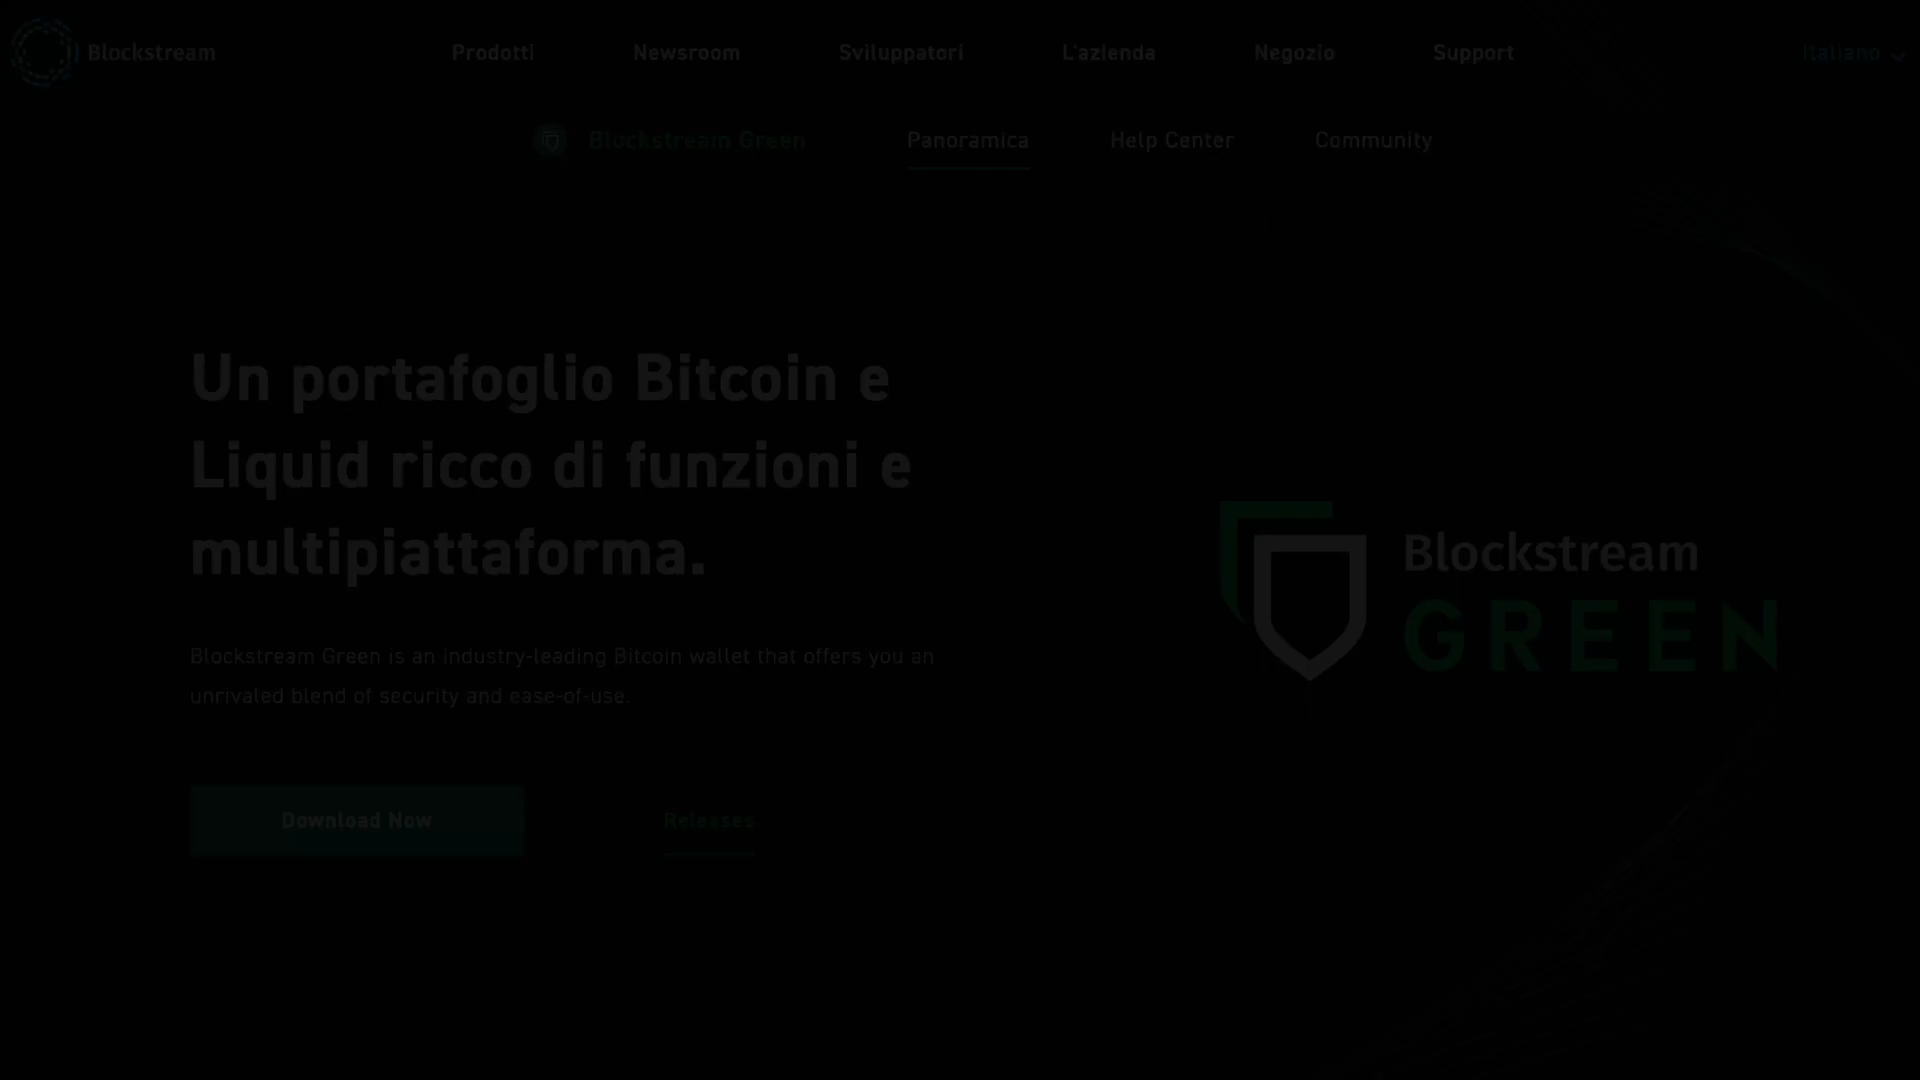 Blockstream
Prodotti
Newsroom
Sviluppatori
L'azienda
Negozio
Support
Italiano
Blockstream Green
Panoramica
Help Center
Community
Un portafoglio Bitcoin e
Liquid ricco di funzioni e
multipiattaforma.
Blockstream Green is an industry-leading Bitcoin wallet that offers you an
unrivaled blend of security and ease-of-use.
Download Now
Releases
Blockstream
GREEN